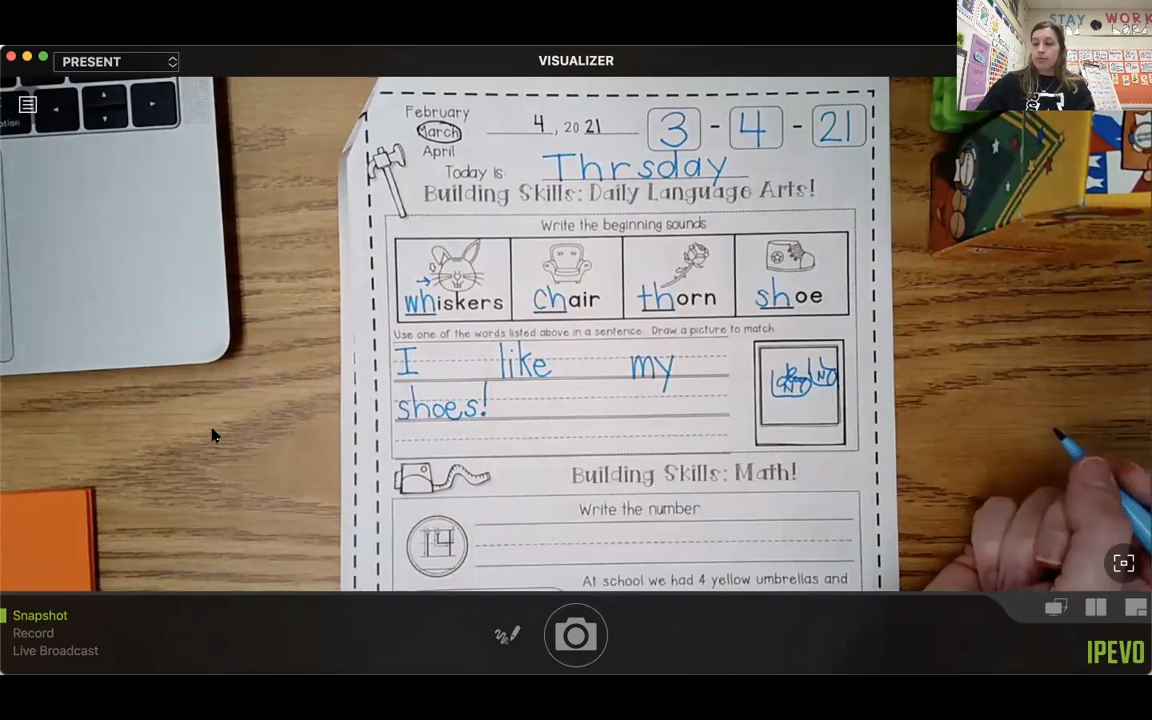 STAY WORK
PRESENT
VISUALIZER
February
March
April
4, 20 21
3 - 4 - 21
Today is: Thrsday
Building Skills: Daily Language Arts!
Write the beginning sounds
whiskers chair thorn shoe
Use one of the words listed above in a sentence. Draw a picture to match
I like my
shoes!
Building Skills: Math!
Write the number
14
At school we had 4 yellow umbrellas and
Snapshot
Record
Live Broadcast
IPEVO